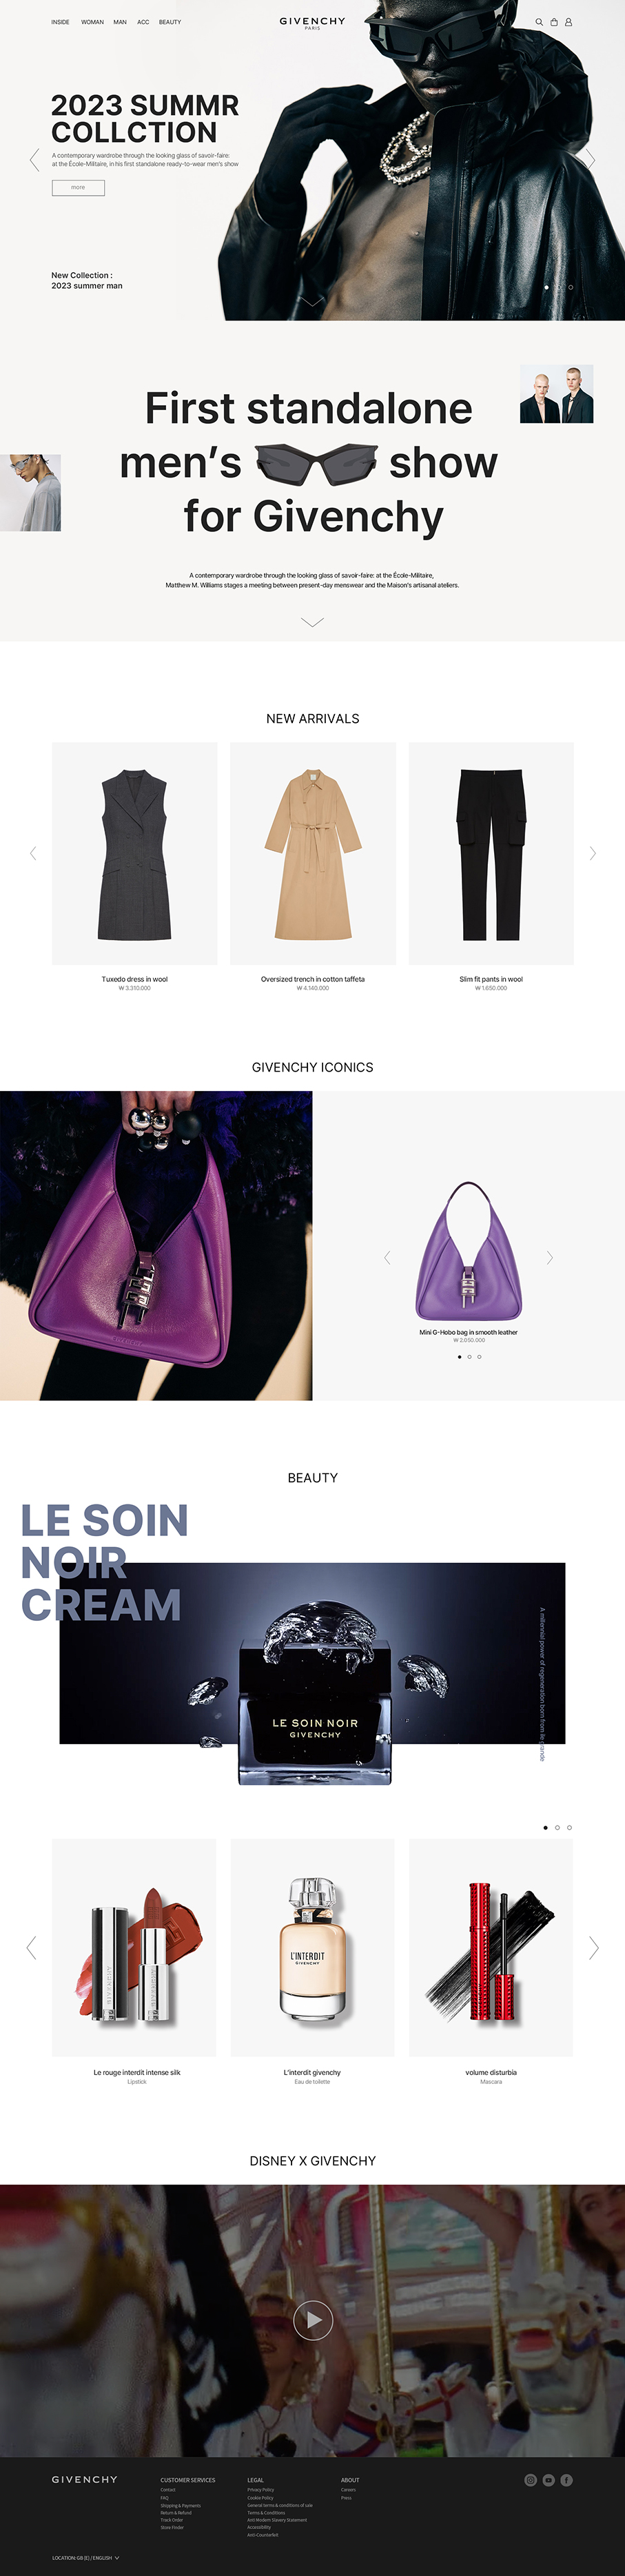 INSIDE WOMAN MAN ACC BEAUTY
GIVENCHY
PARIS
2023 SUMMR
COLLCTION
A contemporary wardrobe through the looking glass of savoir-faire:
at the École-Militaire, in his first standalone ready-to-wear men's show
more
New Collection :
2023 summer man
First standalone
men's show
for Givenchy
A contemporary wardrobe through the looking glass of savoir-faire: at the École-Militaire,
Matthew M. Williams stages a meeting between present-day menswear and the Maison's artisanal ateliers.
NEW ARRIVALS
Tuxedo dress in wool
₩ 3.310.000
Oversized trench in cotton taffeta
₩ 4.140.000
Slim fit pants in wool
₩ 1.650.000
GIVENCHY ICONICS
Mini G-Hobo bag in smooth leather
₩ 2.050.000
BEAUTY
LE SOIN
NOIR
CREAM
A millennial power of regeneration born from ile grande
LE SOIN NOIR
GIVENCHY
GIVENCHY
L'INTERDIT
GIVENCHY
Le rouge interdit intense silk
Lipstick
L'interdit givenchy
Eau de toilette
volume disturbia
Mascara
DISNEY X GIVENCHY
GIVENCHY
CUSTOMER SERVICES
Contact
FAQ
Shipping & Payments
Return & Refund
Track Order
Store Finder
LEGAL
Privacy Policy
Cookie Policy
General terms & conditions of sale
Terms & Conditions
Anti Modern Slavery Statement
Accessibility
Anti-Counterfeit
ABOUT
Careers
Press
LOCATION: GB (£) / ENGLISH